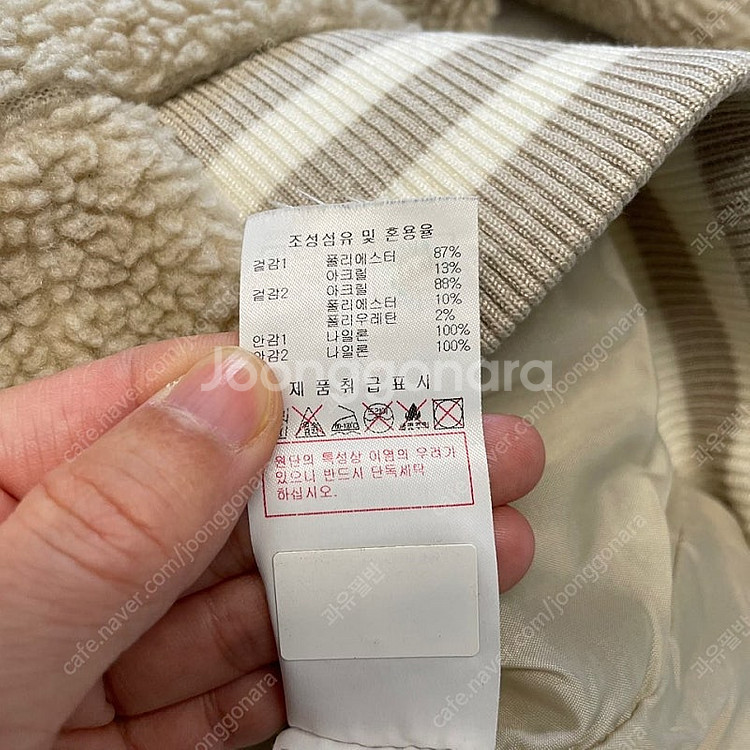 조성섬유 및 혼용율
겉감1 폴리에스터 87%
아크릴 13%
겉감2 아크릴 88%
폴리에스터 10%
폴리우레탄 2%
안감1 나일론 100%
안감2 나일론 100%
Joonggonara
제품취급표시
원단의 특성상 이염의 우려가
있으니 반드시 단독세탁
하십시오.
cafe.naver.com/joonggonara
과유필반